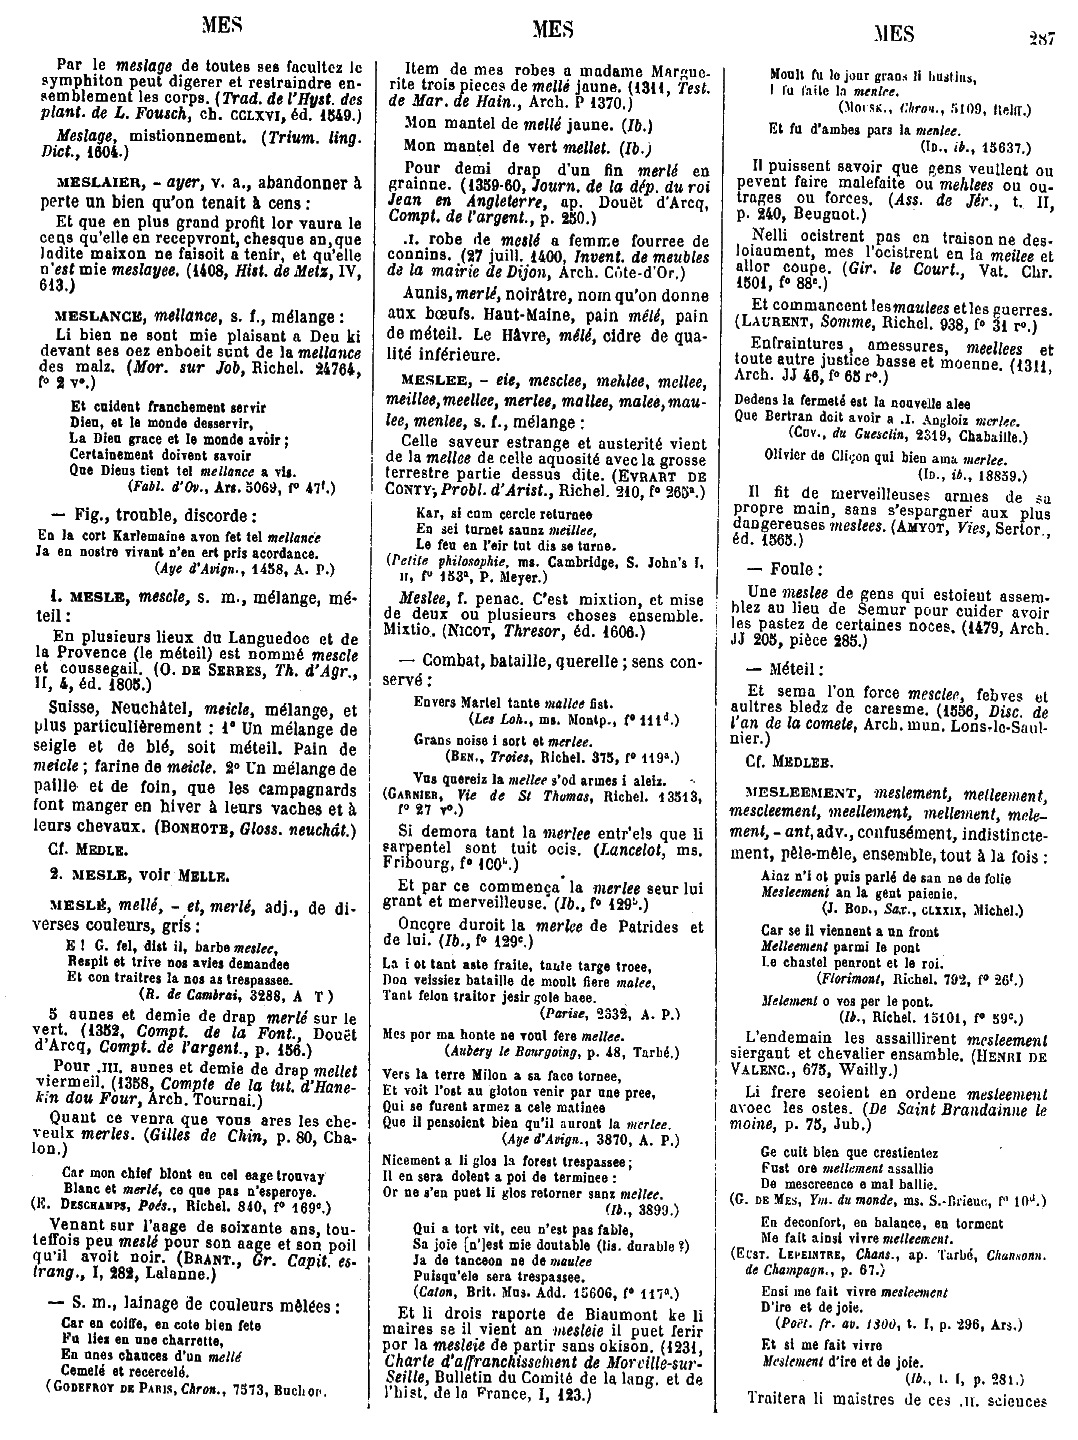 MES
MES
MES
287
Par le meslage de toutes ses facultez le
symphiton peut digerer et restraindre en-
semblement les corps. (Trad. de l'Hyst. des
plant. de L. Fousch, ch. CCLXVI, éd. 1549.)
Meslage, mistionnement. (Trium. ling.
Dict., 1604.)
MESLAIER, - ayer, v. a., abandonner à
perte un bien qu'on tenait à cens :
Et que en plus grand profit lor vaura le
cens qu'elle en recepvront, chesque an, que
ladite maixon ne faisoit a tenir, et qu'elle
n'est mie meslayee. (1408, Hist. de Metz, IV,
613.)
MESLANCE, mellance, s. f., mélange :
Li bien ne sont mie plaisant a Deu ki
devant ses oez enboeit sunt de la mellance
des malz. (Mor. sur Job, Richel. 24764,
f° 2 v°.)
Et cuident franchement servir
Dieu, et le monde desservir,
La Dieu grace et le monde avoir ;
Certainement doivent savoir
Que Dieus tient tel mellance a vis.
(Fabl. d'Ov., Ars. 5069, f° 47f.)
— Fig., trouble, discorde :
En la cort Karlemaine avon fet tel mellance
Ja en nostre vivant n'en ert pris acordance.
(Aye d'Avign., 1458, A. P.)
1. MESLE, mescle, s. m., mélange, mé-
teil :
En plusieurs lieux du Languedoc et de
la Provence (le méteil) est nommé mescle
et coussegail. (O. DE SERRES, Th. d'Agr.,
II, 4, éd. 1805.)
Suisse, Neuchâtel, meicle, mélange, et
plus particulièrement : 1° Un mélange de
seigle et de blé, soit méteil. Pain de
meicle ; farine de meicle. 2° Un mélange de
paille et de foin, que les campagnards
font manger en hiver à leurs vaches et à
leurs chevaux. (BONHOTE, Gloss. neuchât.)
Cf. MEDLE.
2. MESLE, voir MELLE.
MESLÉ, mellé, - et, merlé, adj., de di-
verses couleurs, gris :
E ! G. fel, dist il, barbe meslee,
Respit et trive nos avies demandee
Et con traitres la nos as trespassee.
(R. de Cambrai, 3288, A T)
5 aunes et demie de drap merlé sur le
vert. (1352, Compt. de la Font., Douët
d'Arcq, Compt. de l'argent., p. 156.)
Pour .III. aunes et demie de drap mellet
viermeil. (1358, Compte de la tut. d'Hane-
kin dou Four, Arch. Tournai.)
Quant ce venra que vous ares les che-
veulx merles. (Gilles de Chin, p. 80, Cha-
lon.)
Car mon chief blont en cel eage trouvay
Blanc et merlé, ce que pas n'esperoye.
(E. DESCHAMPS, Poés., Richel. 840, f° 169c.)
Venant sur l'aage de soixante ans, tou-
teffois peu meslé pour son aage et son poil
qu'il avoit noir. (BRANT., Gr. Capit. es-
trang., I, 282, Lalanne.)
— S. m., lainage de couleurs mêlées :
Car en coiffe, en cote bien fete
Fu lies en une charrette,
En unes chauces d'un mellé
Cemelé et recercelé.
(GODEFROY DE PARIS, Chron., 7573, Buchon.
Item de mes robes a madame Margue-
rite trois pieces de mellé jaune. (1311, Test.
de Mar. de Hain., Arch. P 1370.)
Mon mantel de mellé jaune. (Ib.)
Mon mantel de vert mellet. (Ib.)
Pour demi drap d'un fin merlé en
grainne. (1359-60, Journ. de la dép. du roi
Jean en Angleterre, ap. Douët d'Arcq,
Compt. de l'argent., p. 250.)
.I. robe de meslé a femme fourree de
connins. (27 juill. 1400, Invent. de meubles
de la mairie de Dijon, Arch. Côte-d'Or.)
Aunis, merlé, noirâtre, nom qu'on donne
aux bœufs. Haut-Maine, pain mélé, pain
de méteil. Le Hâvre, mélé, cidre de qua-
lité inférieure.
MESLEE, - eie, mesclee, mehlee, mellee,
meillee, meellee, merlee, mallee, malee, mau-
lee, menlee, s. f., mélange :
Celle saveur estrange et austerité vient
de la mellee de celle aquosité avec la grosse
terrestre partie dessus dite. (EVRART DE
CONTY, Probl. d'Arist., Richel. 210, f° 265a.)
Kar, si cum cercle returnee
En sei turnet saunz meillee,
Le feu en l'eir tut dis se turne.
(Petite philosophie, ms. Cambridge, S. John's I,
II, f° 153a, P. Meyer.)
Meslee, f. penac. C'est mixtion, et mise
de deux ou plusieurs choses ensemble.
Mixtio. (NICOT, Thresor, éd. 1606.)
— Combat, bataille, querelle ; sens con-
servé :
Envers Martel tante mallee fist.
(Les Loh., ms. Montp., f° 111d.)
Grans noise i sort et merlee.
(BEN., Troies, Richel. 375, f° 119a.)
Vus quereiz la mellee s'od armes i aleiz.
(GARNIER, Vie de St Thomas, Richel. 13513,
f° 27 v°.)
Si demora tant la merlee entr'els que li
sarpentel sont tuit ocis. (Lancelot, ms.
Fribourg, f° 100b.)
Et par ce commença la merlee seur lui
grant et merveilleuse. (Ib., f° 129b.)
Oncore duroit la merlee de Patrides et
de lui. (Ib., f° 129c.)
La i ot tant aste fraite, tante targe troee,
Don veissiez bataille de moult fiere malee,
Tant felon traitor jesir gole baee.
(Parise, 2532, A. P.)
Mes por ma honte ne voul fere mellee.
(Aubery le Bourgoing, p. 48, Tarbé.)
Vers la terre Milon a sa face tornee,
Et voit l'ost au gloton venir par une pree,
Qui se furent armez a cele matinee
Que il pensoient bien qu'il auront la merlee.
(Aye d'Avign., 3870, A. P.)
Nicement a li glos la forest trespassee ;
Il en sera dolent a poi de terminee :
Or ne s'en puet li glos retorner sanz mellee.
(Ib., 3899.)
Qui a tort vit, ceu n'est pas fable,
Sa joie [n']est mie doutable (lis. durable ?)
Ja de tanceon ne de maulee
Puisqu'ele sera trespassee.
(Caton, Brit. Mus. Add. 15606, f° 117a.)
Et li drois raporte de Biaumont ke li
maires se il vient an mesleie il puet ferir
por la mesleie de partir sans okison. (1231,
Charte d'affranchissement de Morville-sur-
Seille, Bulletin du Comité de la lang. et de
l'hist. de la France, I, 123.)
Moult fu lo jour grans li hustins,
I fu faite la menlee.
(MOUSK., Chron., 5109, Reiff.)
Et fu d'ambes pars la menlee.
(ID., ib., 15637.)
Il puissent savoir que gens veullent ou
pevent faire malefaite ou mehlees ou ou-
trages ou forces. (Ass. de Jér., t. II,
p. 240, Beugnot.)
Nelli ocistrent pas en traison ne des-
loiaument, mes l'ocistrent en la meilee et
allor coupe. (Gir. le Court., Vat. Chr.
1501, f° 88c.)
Et commancent les maulees et les guerres.
(LAURENT, Somme, Richel. 938, f° 31 r°.)
Enfraintures, amessures, meellees et
toute autre justice basse et moenne. (1311,
Arch. JJ 46, f° 65 r°.)
Dedens la fermeté est la nouvelle alee
Que Bertran doit avoir a .I. Angloiz merlee.
(CUV., du Guesclin, 2319, Chabaille.)
Olivier de Cliçon qui bien ama merlee.
(ID., ib., 18859.)
Il fit de merveilleuses armes de sa
propre main, sans s'espargner aux plus
dangereuses meslees. (AMYOT, Vies, Sertor.,
éd. 1565.)
— Foule :
Une meslee de gens qui estoient assem-
blez au lieu de Semur pour cuider avoir
les pastez de certaines noces. (1479, Arch.
JJ 205, pièce 285.)
— Méteil :
Et sema l'on force mesclee, febves et
aultres bledz de caresme. (1556, Disc. de
l'an de la comete, Arch. mun. Lons-le-Saul-
nier.)
Cf. MEDLEE.
MESLEEMENT, meslement, melleement,
mescleement, meellement, mellement, mele-
ment, - ant, adv., confusément, indistincte-
ment, pêle-mêle, ensemble, tout à la fois :
Ainz n'i ot puis parlé de san ne de folie
Mesleement an la gent paienie.
(J. BOD., Sax., CLXXIX, Michel.)
Car se il viennent a un front
Melleement parmi le pont
Le chastel penront et le roi.
(Florimont, Richel. 792, f° 26f.)
Melement o vos per le pont.
(Ib., Richel. 15101, f° 59c.)
L'endemain les assaillirent mesleement
siergant et chevalier ensamble. (HENRI DE
VALENC., 675, Wailly.)
Li frere seoient en ordene mesleement
avoec les ostes. (De Saint Brandainne le
moine, p. 75, Jub.)
Ge cuit bien que crestientez
Fust ore mellement assallie
De mescreence e mal ballie.
(G. DE MES, Ym. du monde, ms. S.-Brieuc, f° 10d.)
En deconfort, en balance, en torment
Me fait ainsi vivre melleement.
(EUST. LEPEINTRE, Chans., ap. Tarbé, Chansonn.
de Champagn., p. 67.)
Ensi me fait vivre mesleement
D'ire et de joie.
(Poët. fr. av. 1300, t. I, p. 296, Ars.)
Et si me fait vivre
Meslement d'ire et de joie.
(Ib., t. I, p. 281.)
Traitera li maistres de ces .II. sciences